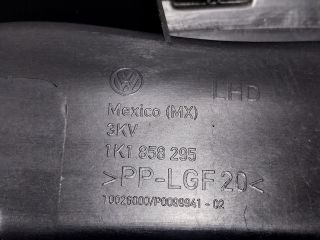 LHD
Mexico (MX)
3KV
1K1 858 295
>PP-LGF20<
10026000/P0099941 - 02